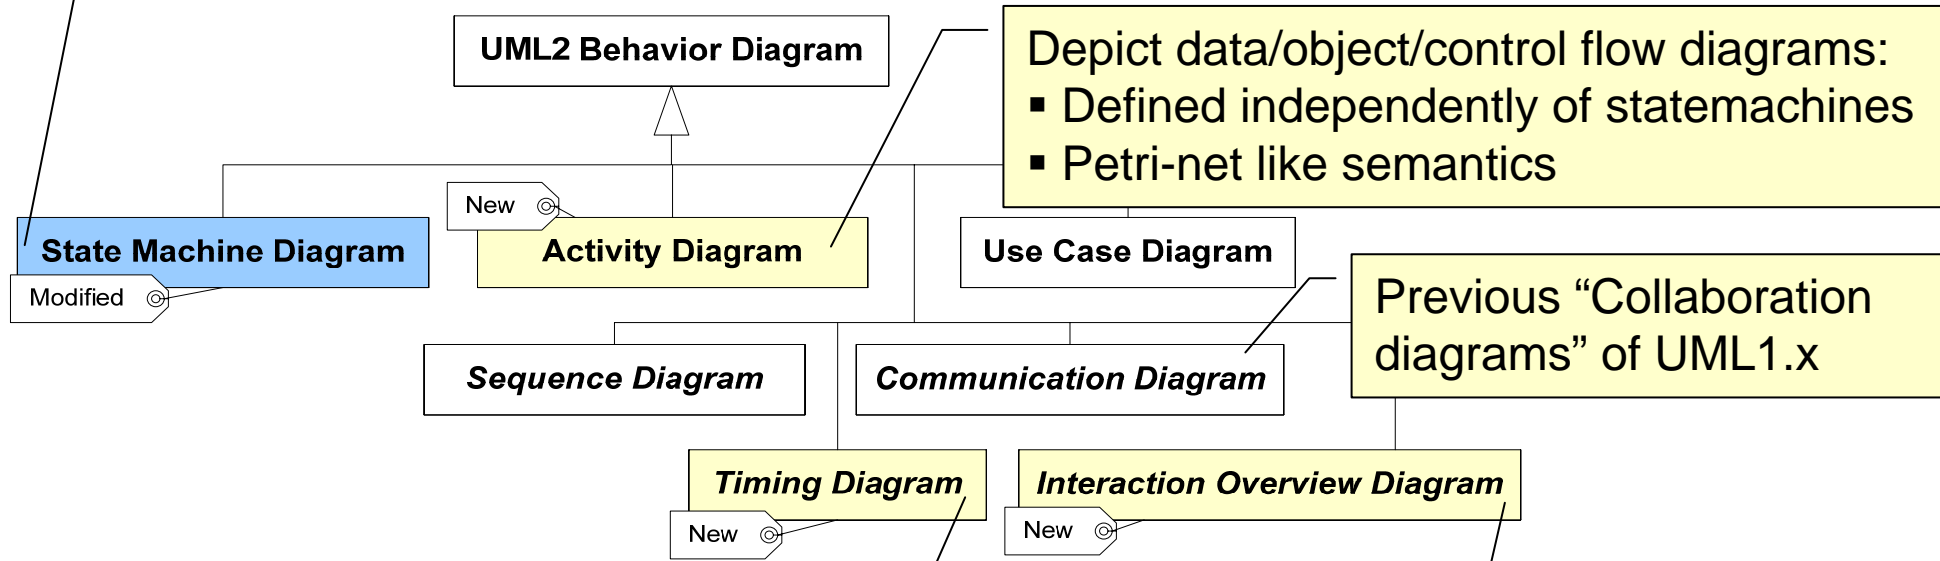 UML2 Behavior Diagram
Depict data/object/control flow diagrams:
▪ Defined independently of statemachines
▪ Petri-net like semantics
New
State Machine Diagram
Activity Diagram
Use Case Diagram
Modified
Previous “Collaboration
diagrams” of UML1.x
Sequence Diagram
Communication Diagram
Timing Diagram
Interaction Overview Diagram
New
New